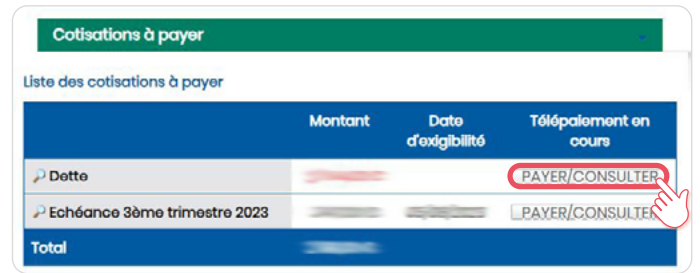 Cotisations à payer
Liste des cotisations à payer
Montant Date d'exigibilité Télépaiement en cours
Dette PAYER/CONSULTER
Echéance 3ème trimestre 2023 PAYER/CONSULTER
Total